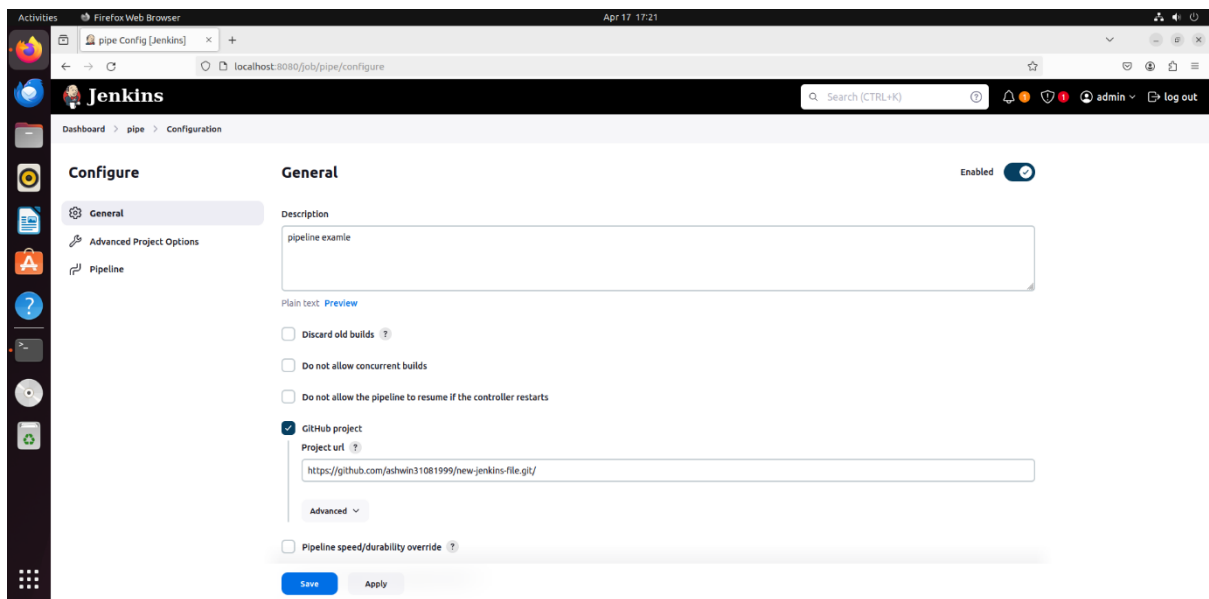 Activities Firefox Web Browser Apr 17 17:21
pipe Config [Jenkins] × +
localhost:8080/job/pipe/configure
Jenkins Search (CTRL+K) ? 1 1 admin log out
Dashboard > pipe > Configuration
Configure
General
Advanced Project Options
Pipeline
General Enabled
Description
pipeline examle
Plain text Preview
Discard old builds ?
Do not allow concurrent builds
Do not allow the pipeline to resume if the controller restarts
GitHub project
Project url ?
https://github.com/ashwin31081999/new-jenkins-file.git/
Advanced
Pipeline speed/durability override ?
Save Apply